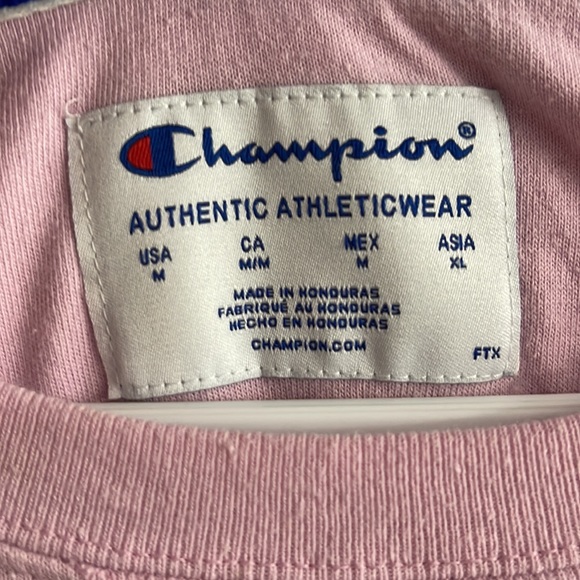 Champion®
AUTHENTIC ATHLETICWEAR
USA CA MEX ASIA
M M/M M XL
MADE IN HONDURAS
FABRIQUÉ AU HONDURAS
HECHO EN HONDURAS
CHAMPION.COM
FTX